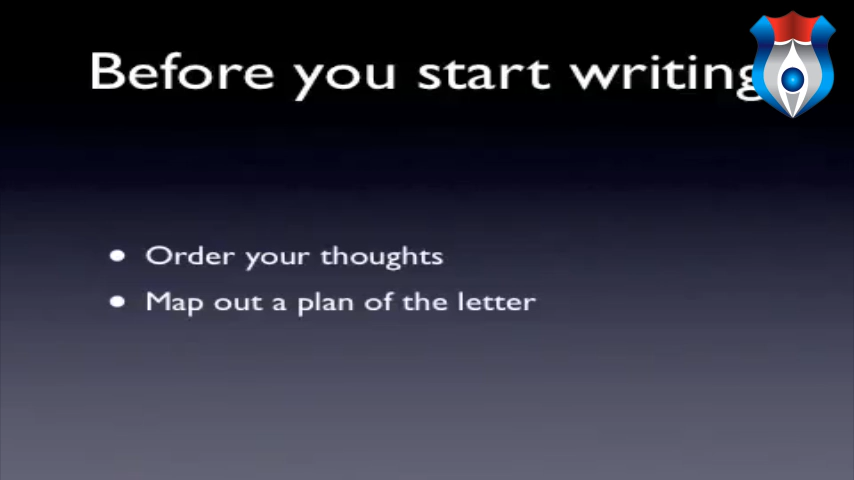 Before you start writing
Order your thoughts
Map out a plan of the letter